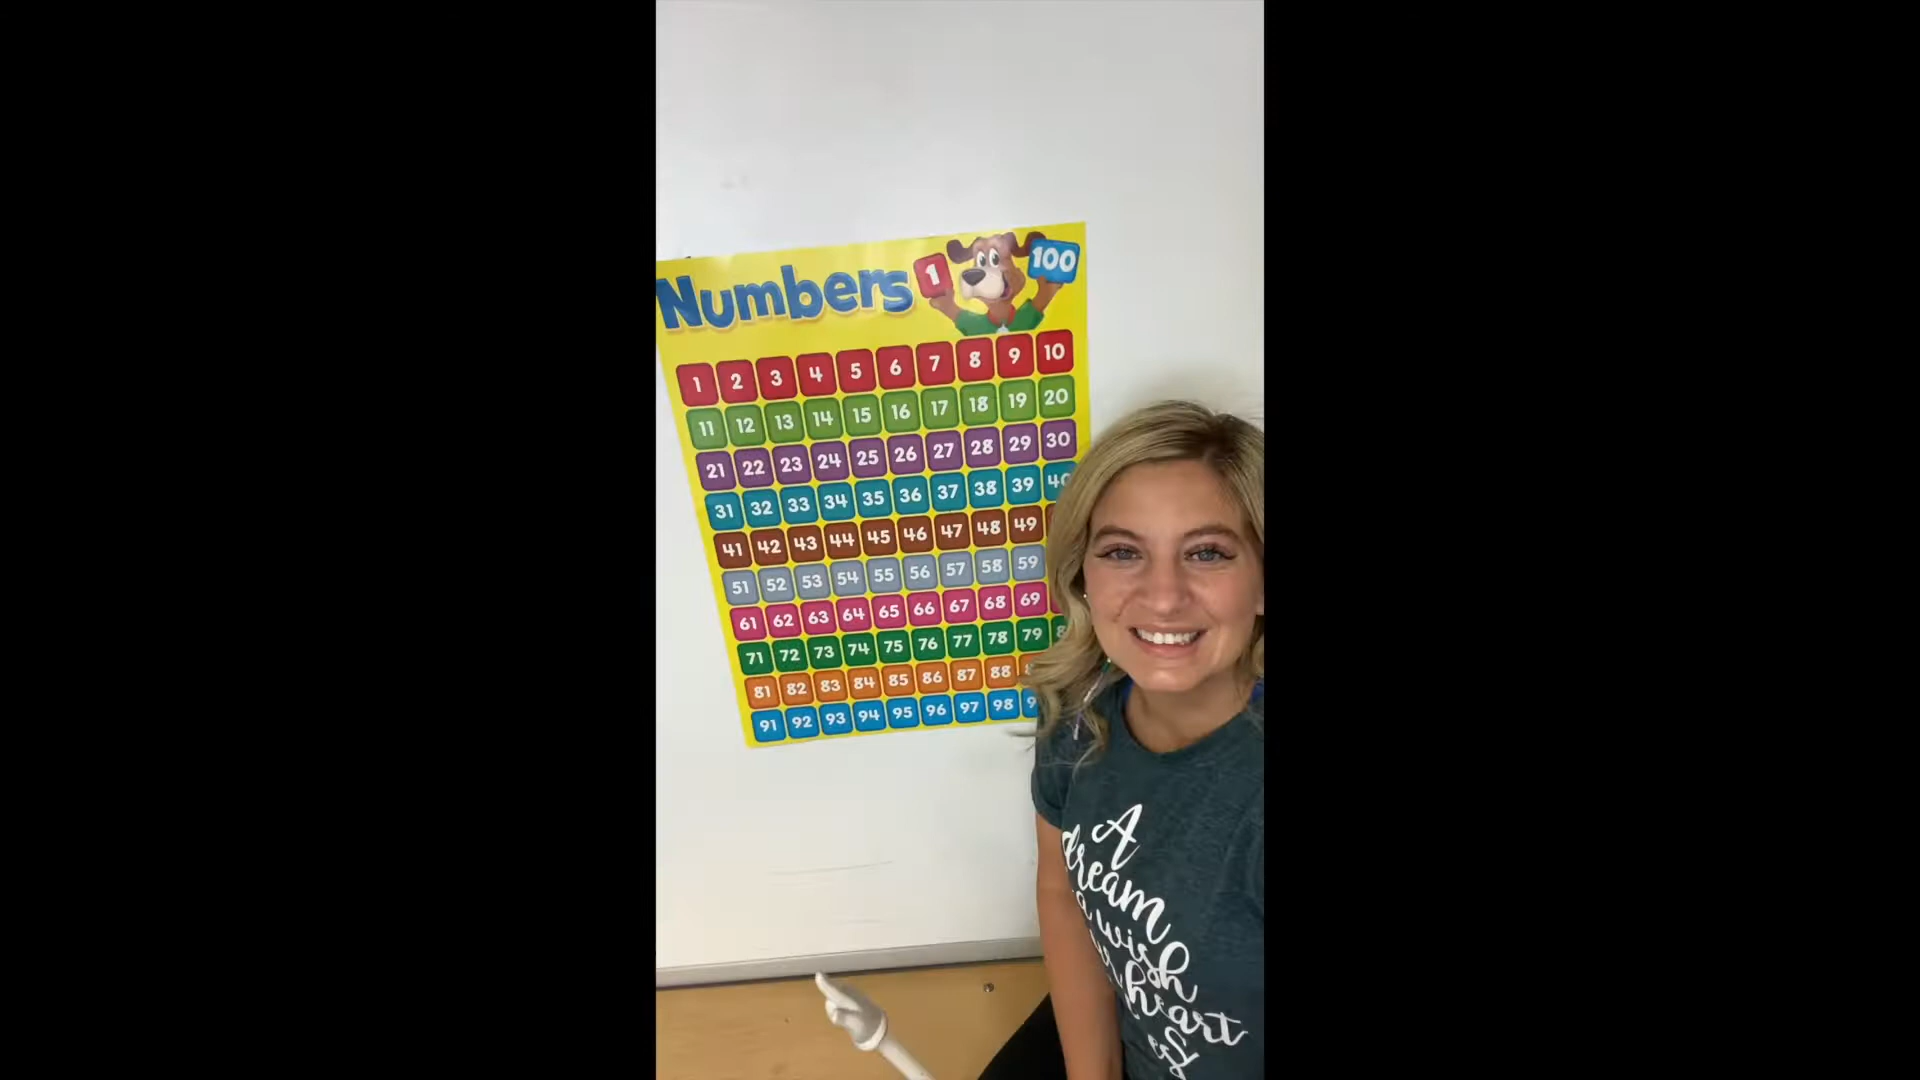 Numbers 1 100
1 2 3 4 5 6 7 8 9 10
11 12 13 14 15 16 17 18 19 20
21 22 23 24 25 26 27 28 29 30
31 32 33 34 35 36 37 38 39 40
41 42 43 44 45 46 47 48 49
51 52 53 54 55 56 57 58 59
61 62 63 64 65 66 67 68 69
71 72 73 74 75 76 77 78 79 8
81 82 83 84 85 86 87 88
91 92 93 94 95 96 97 98 9
A
dream
a wish
heart